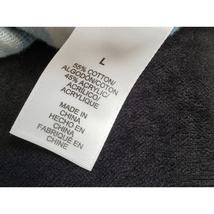 L
55% COTTON/
ALGODÓN/COTON
45% ACRYLIC/
ACRÍLICO/
ACRYLIQUE
MADE IN
CHINA
HECHO EN
CHINA
FABRIQUÉ EN
CHINE